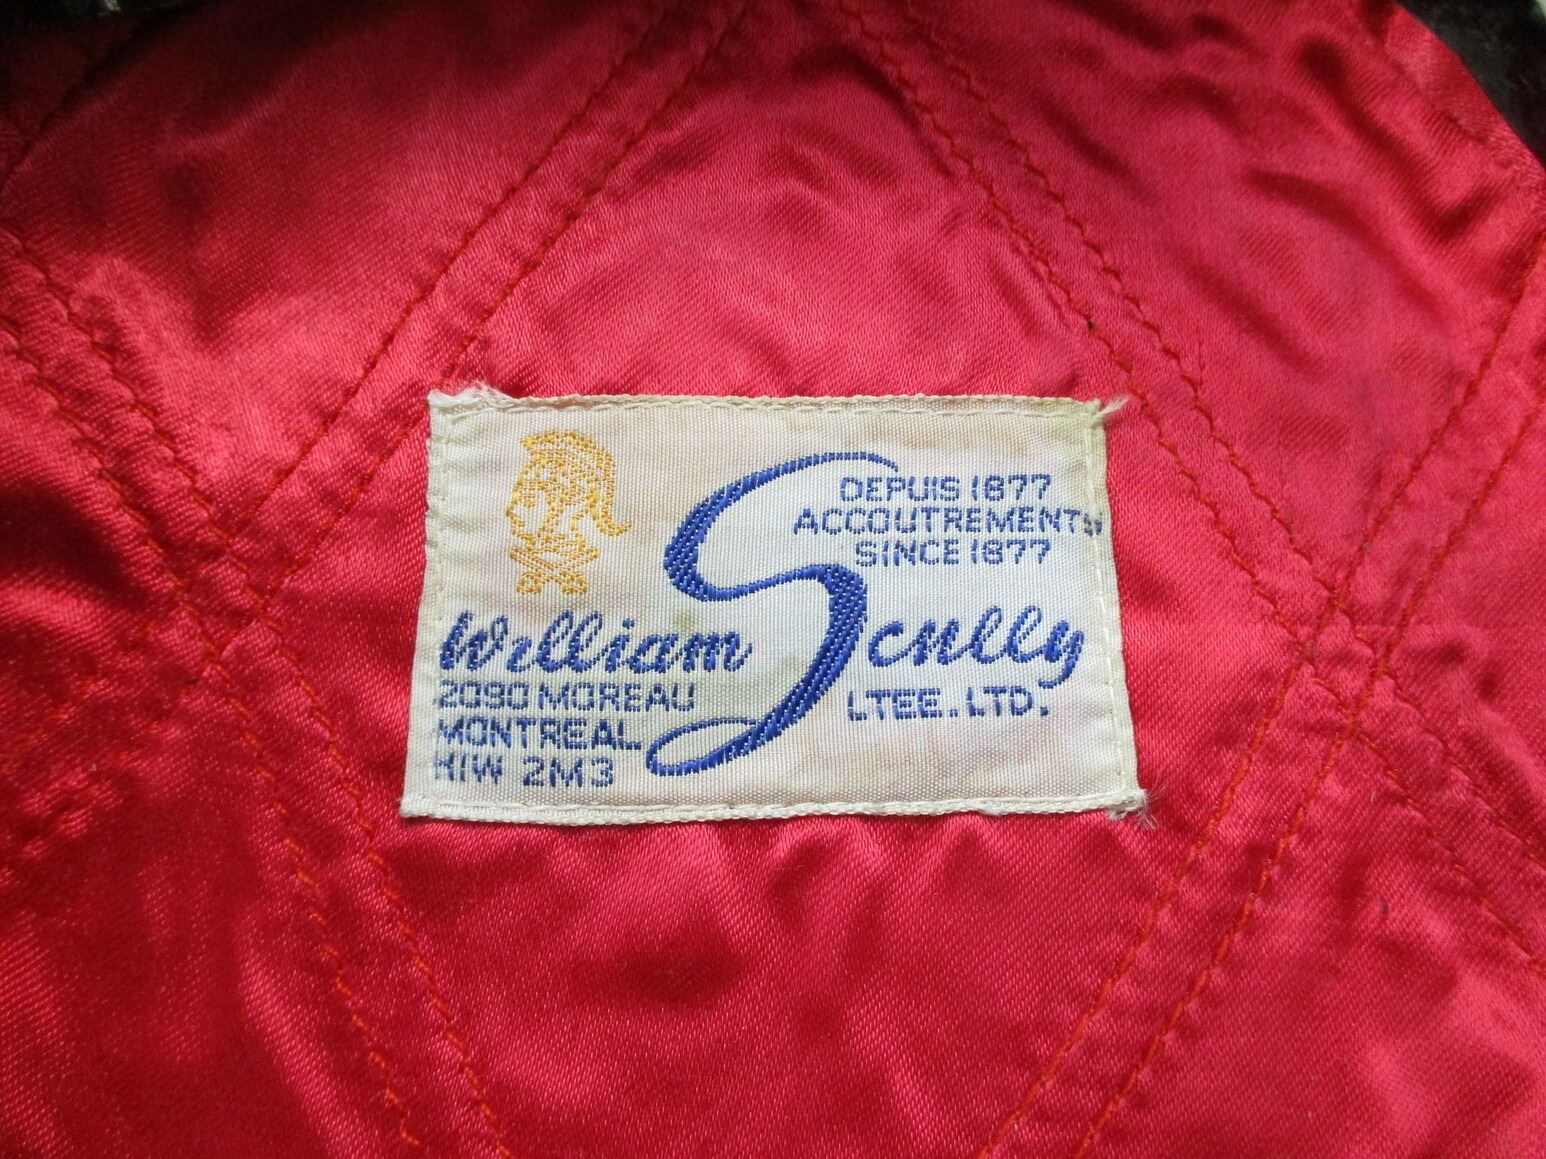 DEPUIS 1877
ACCOUTREMENTS
SINCE 1877
William Scully
LTEE. LTD.
2090 MOREAU
MONTREAL
H1W 2M3